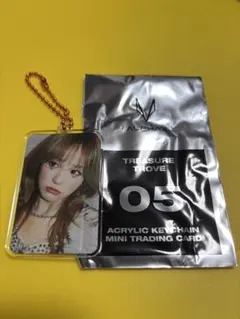 TREASURE
TROVE
05
ACRYLIC KEYCHAIN
MINI TRADING CARD